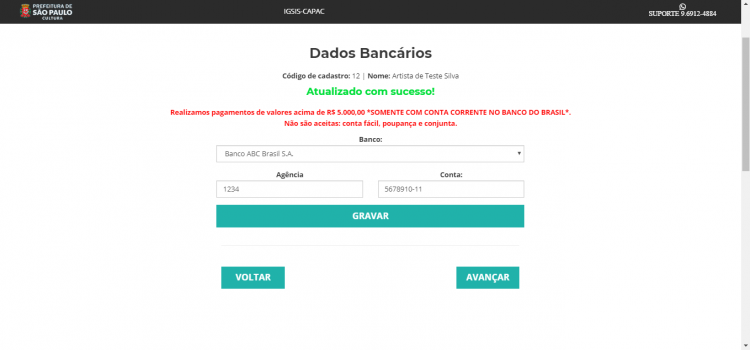 PREFEITURA DE
SÃO PAULO
CULTURA
IGSIS-CAPAC
SUPORTE 9.6912-4884
Dados Bancários
Código de cadastro: 12 | Nome: Artista de Teste Silva
Atualizado com sucesso!
Realizamos pagamentos de valores acima de R$ 5.000,00 *SOMENTE COM CONTA CORRENTE NO BANCO DO BRASIL*.
Não são aceitas: conta fácil, poupança e conjunta.
Banco:
Banco ABC Brasil S.A.
Agência Conta:
1234 5678910-11
GRAVAR
VOLTAR AVANÇAR